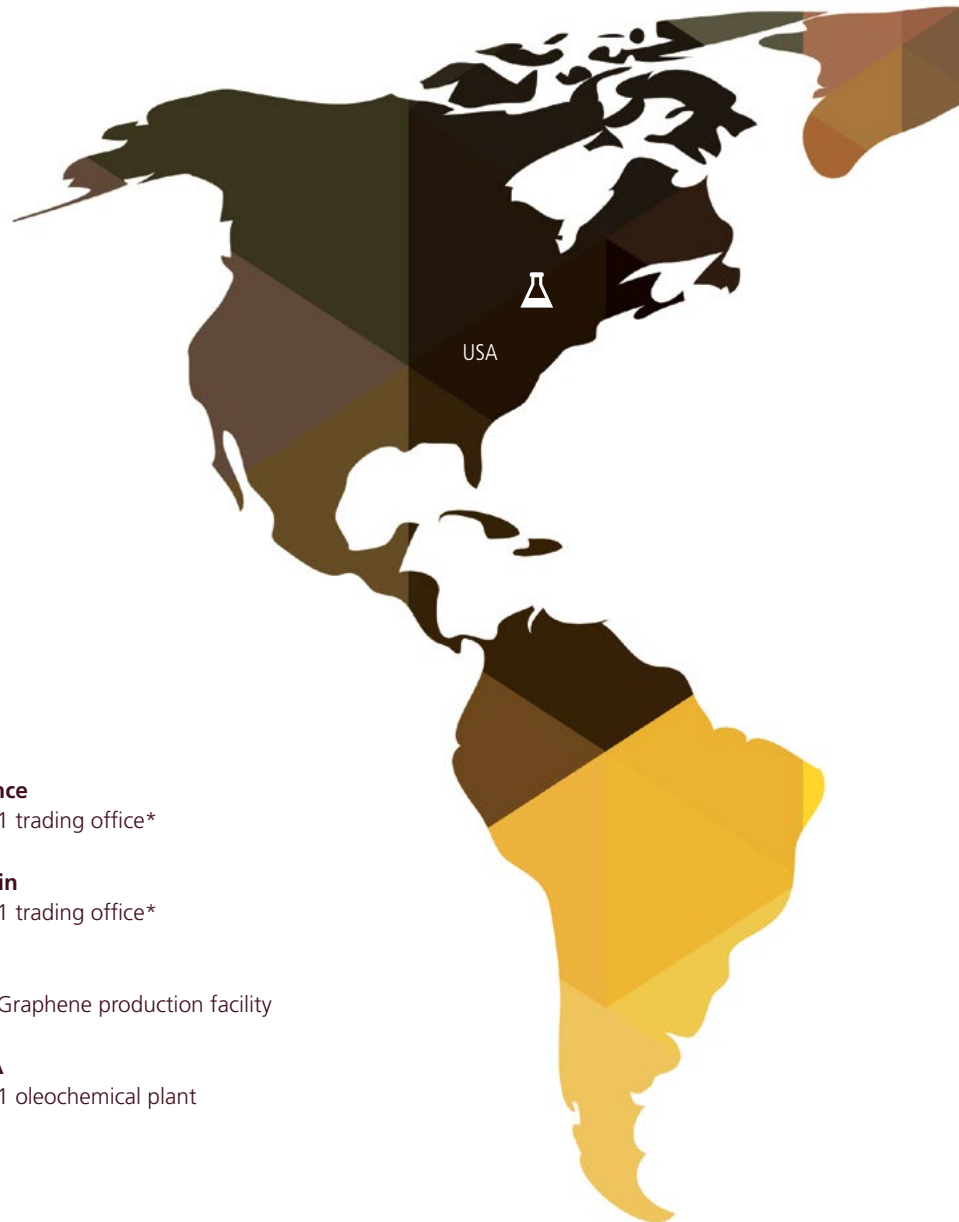 USA
nce
1 trading office*
in
1 trading office*
Graphene production facility
A
1 oleochemical plant